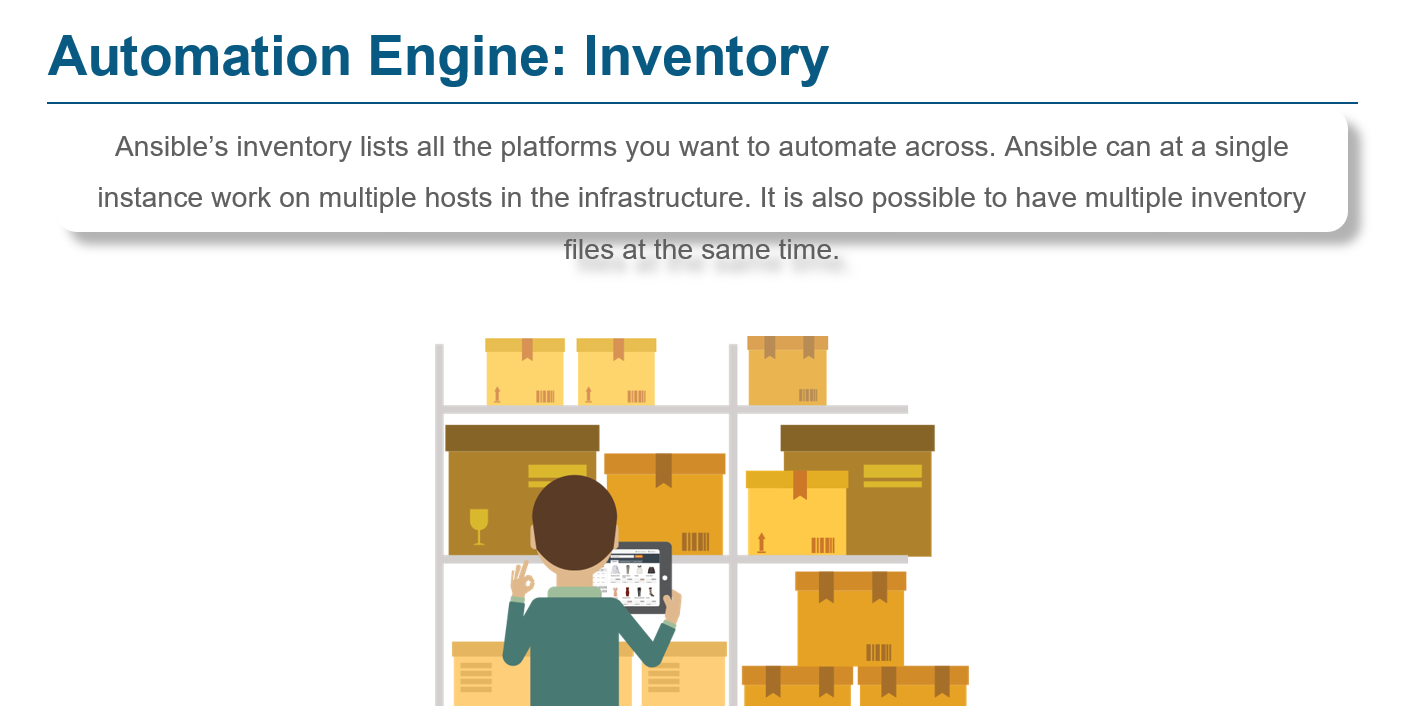 Automation Engine: Inventory
Ansible’s inventory lists all the platforms you want to automate across. Ansible can at a single
instance work on multiple hosts in the infrastructure. It is also possible to have multiple inventory
files at the same time.